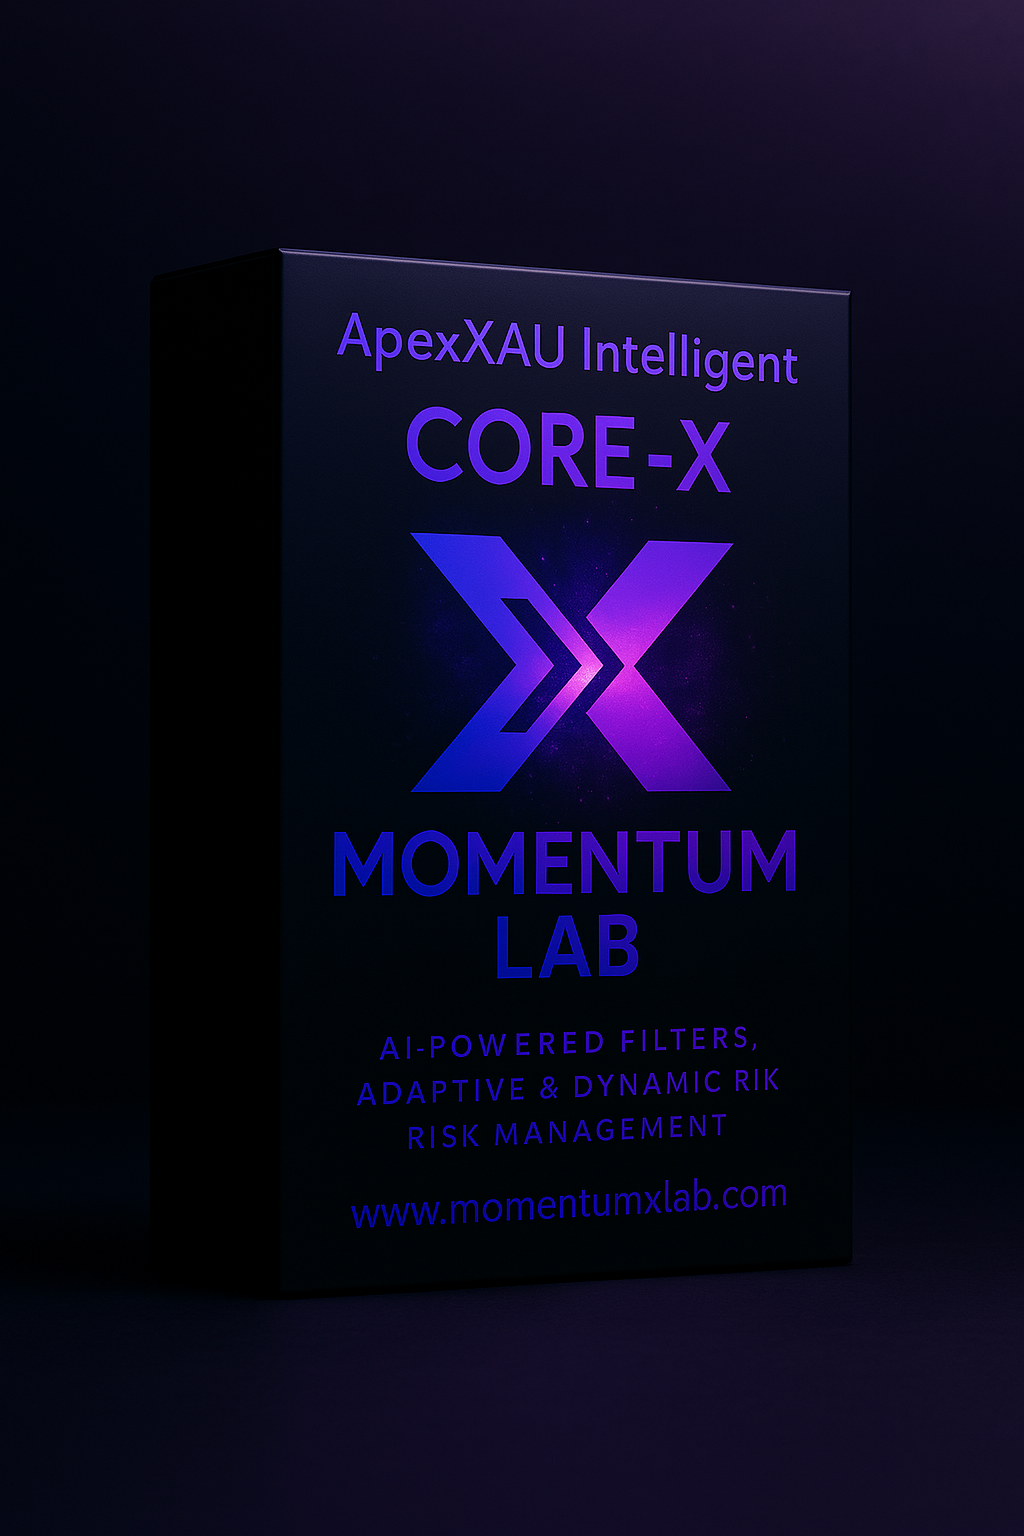 ApexXAU Intelligent
CORE-X
MOMENTUM
LAB
AI-POWERED FILTERS,
ADAPTIVE & DYNAMIC RIK
RISK MANAGEMENT
www.momentumxlab.com